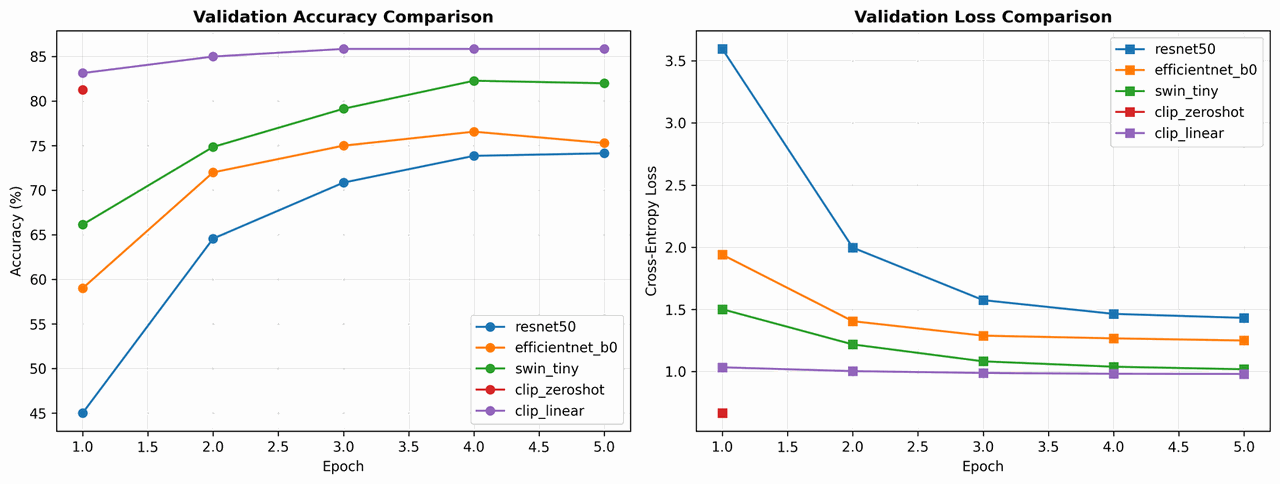 Validation Accuracy Comparison
Accuracy (%)
85
80
75
70
65
60
55
50
45
1.0 1.5 2.0 2.5 3.0 3.5 4.0 4.5 5.0
Epoch
resnet50
efficientnet_b0
swin_tiny
clip_zeroshot
clip_linear
Validation Loss Comparison
Cross-Entropy Loss
3.5
3.0
2.5
2.0
1.5
1.0
1.0 1.5 2.0 2.5 3.0 3.5 4.0 4.5 5.0
Epoch
resnet50
efficientnet_b0
swin_tiny
clip_zeroshot
clip_linear